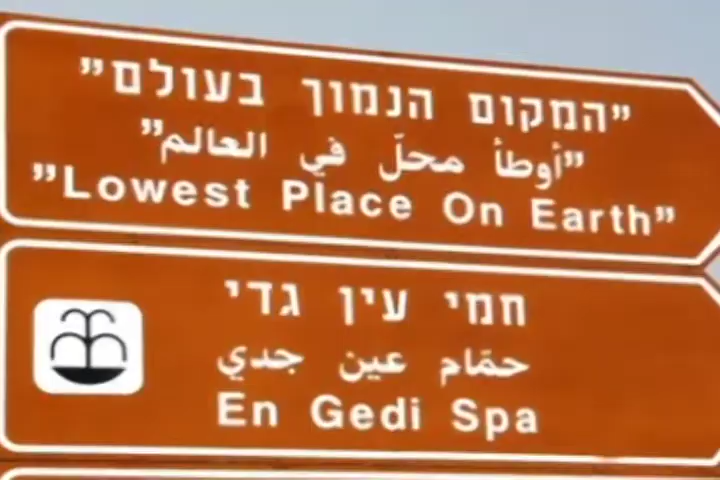 ”המקום הנמוך בעולם”
”أوطأ محلّ في العالم”
”Lowest Place On Earth”
חמי עין גדי
حمّام عين جدي
En Gedi Spa